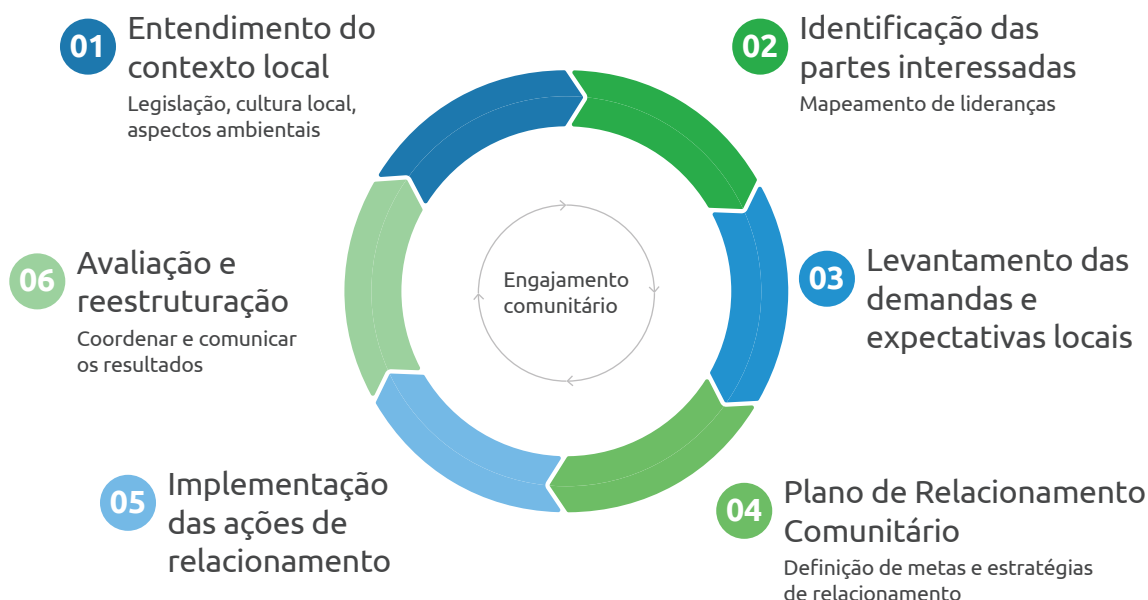 01
Entendimento do
contexto local
Legislação, cultura local,
aspectos ambientais
02
Identificação das
partes interessadas
Mapeamento de lideranças
03
Levantamento das
demandas e
expectativas locais
04
Plano de Relacionamento
Comunitário
Definição de metas e estratégias
de relacionamento
05
Implementação
das ações de
relacionamento
06
Avaliação e
reestruturação
Coordenar e comunicar
os resultados
Engajamento
comunitário